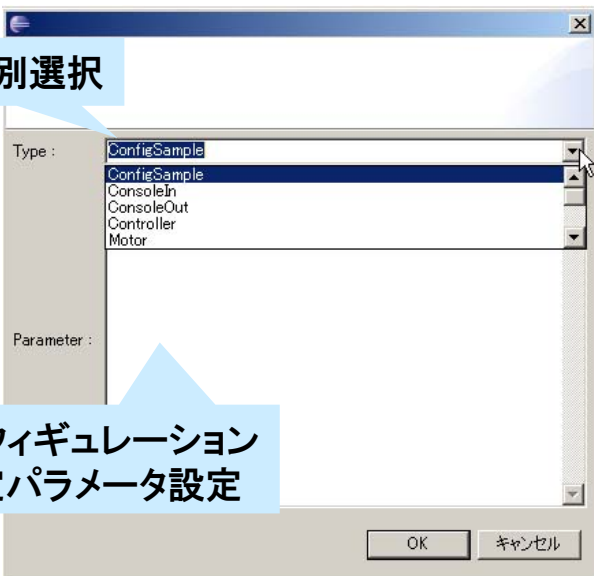 別選択
Type :
ConfigSample
ConfigSample
ConsoleIn
ConsoleOut
Controller
Motor
Parameter :
フィギュレーション
パラメータ設定
OK
キャンセル